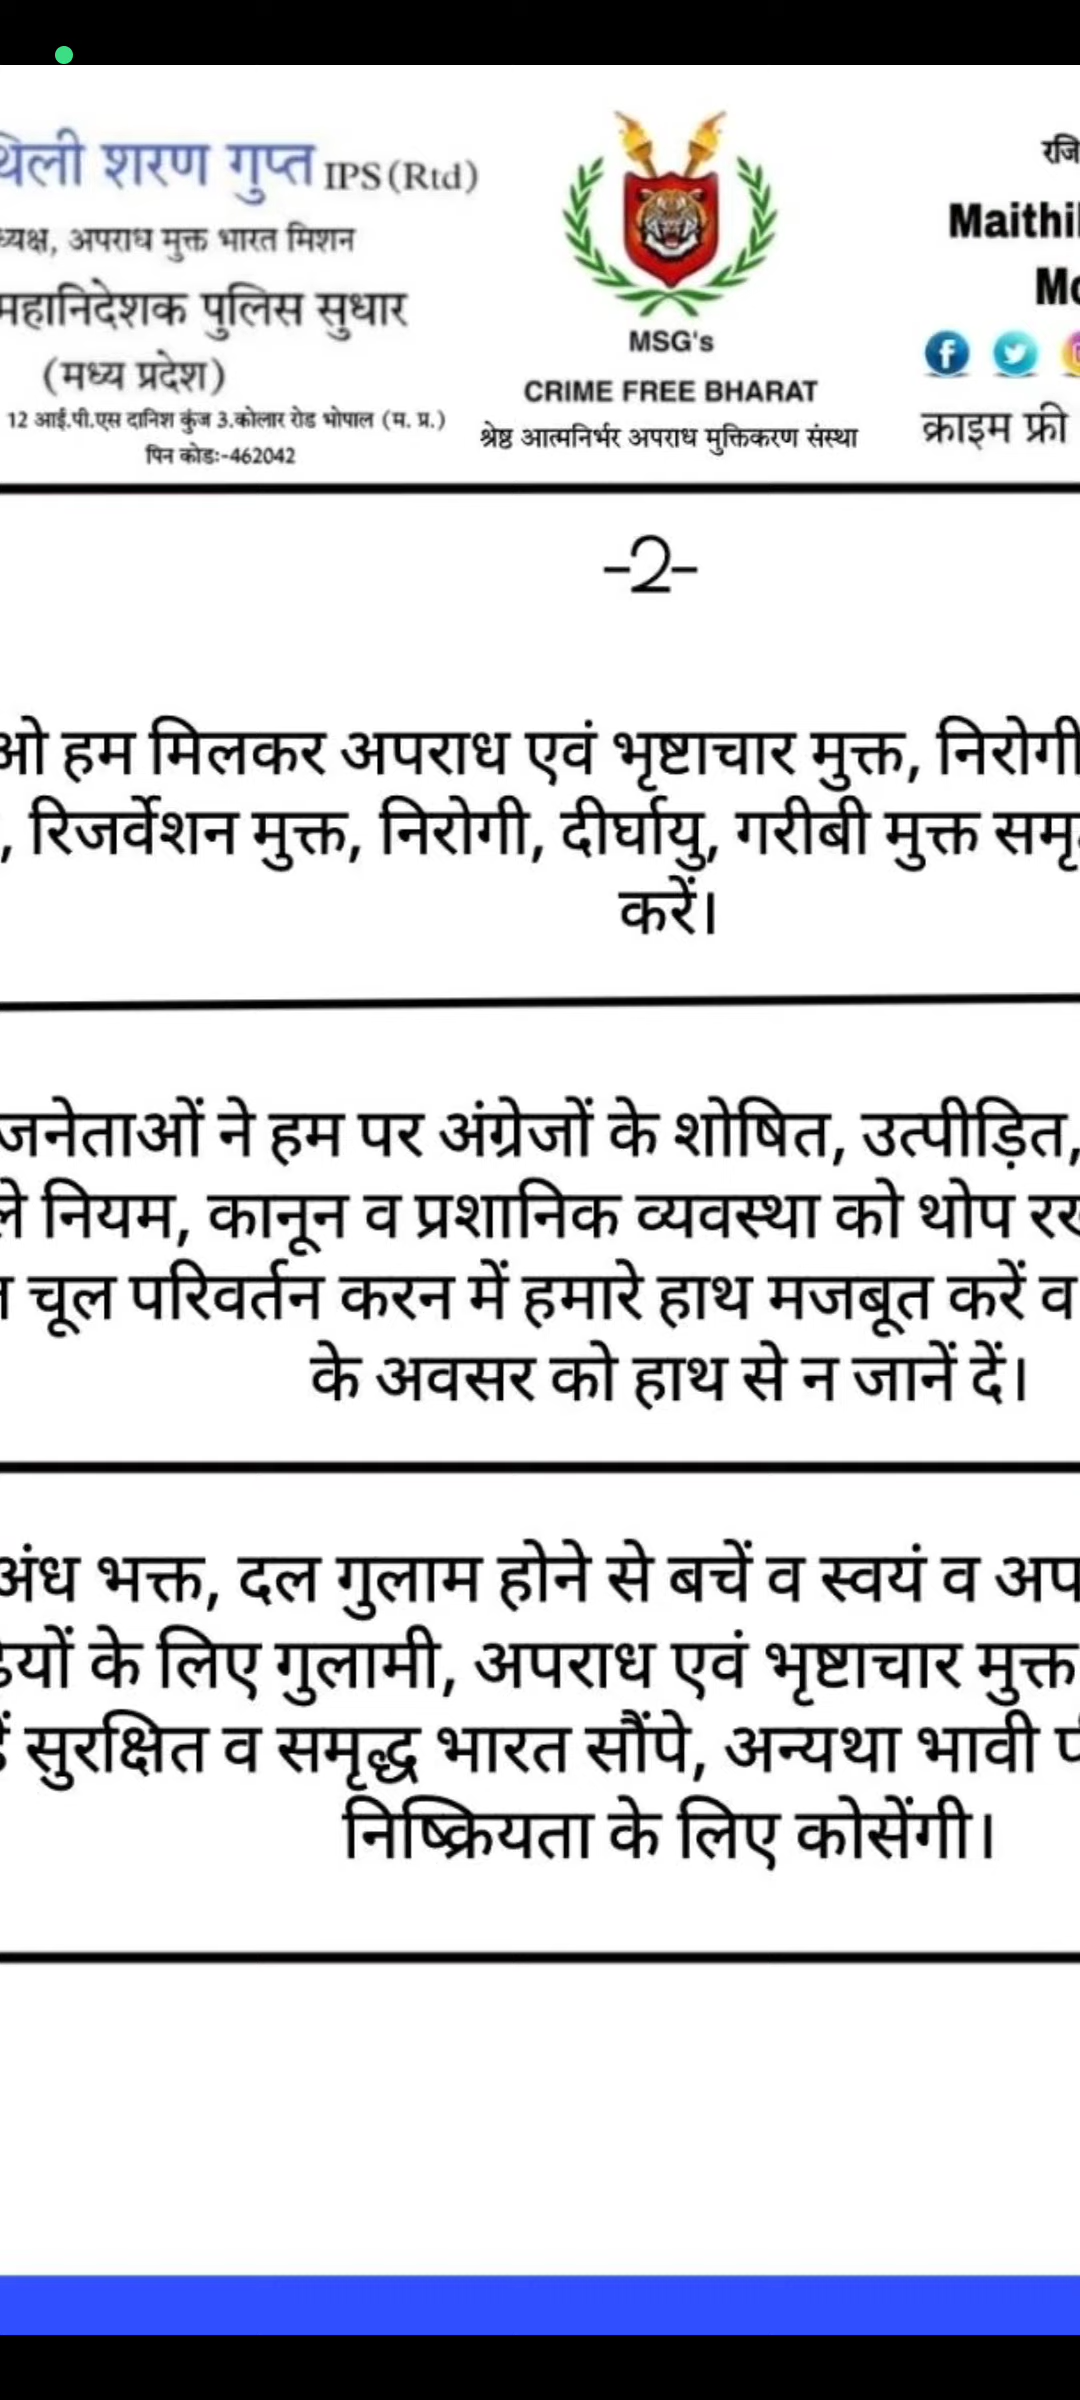 थिली शरण गुप्त IPS (Rtd)
ध्यक्ष, अपराध मुक्त भारत मिशन
महानिदेशक पुलिस सुधार
(मध्य प्रदेश)
12 आई.पी.एस दानिश कुंज 3.कोलार रोड भोपाल (म. प्र.)
पिन कोडः-462042
MSG's
CRIME FREE BHARAT
श्रेष्ठ आत्मनिर्भर अपराध मुक्तिकरण संस्था
रजि
Maithil
Mo
क्राइम फ्री
-2-
ओ हम मिलकर अपराध एवं भृष्टाचार मुक्त, निरोगी
, रिजर्वेशन मुक्त, निरोगी, दीर्घायु, गरीबी मुक्त समृ
करें।
जनेताओं ने हम पर अंग्रेजों के शोषित, उत्पीड़ित,
ले नियम, कानून व प्रशानिक व्यवस्था को थोप रख
चूल परिवर्तन करन में हमारे हाथ मजबूत करें व
के अवसर को हाथ से न जानें दें।
अंध भक्त, दल गुलाम होने से बचें व स्वयं व अप
ढ़ियों के लिए गुलामी, अपराध एवं भृष्टाचार मुक्त
सुरक्षित व समृद्ध भारत सौंपे, अन्यथा भावी पी
निष्क्रियता के लिए कोसेंगी।